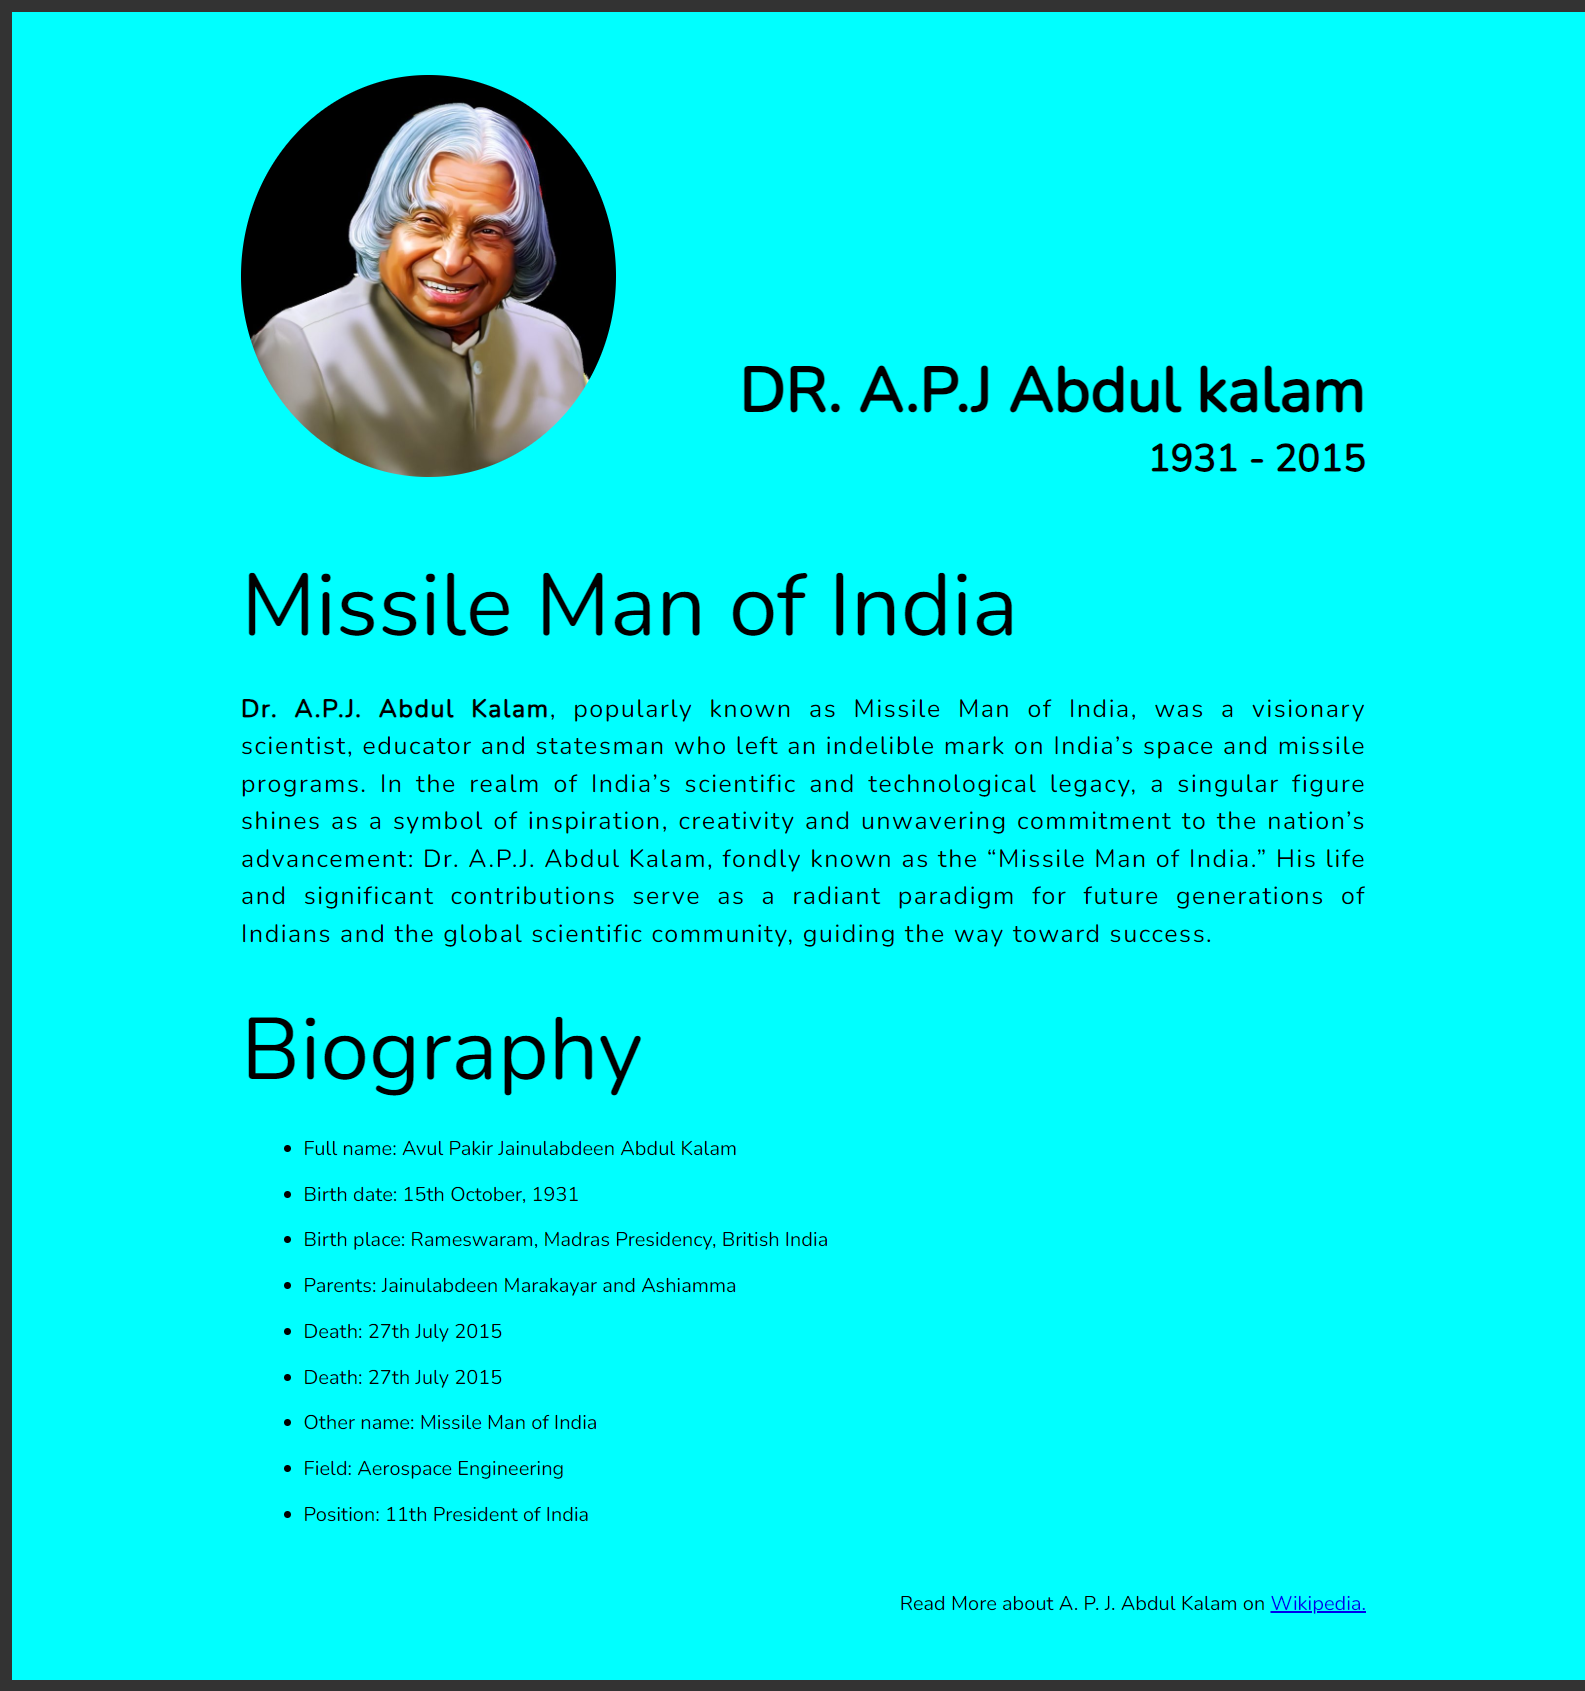 DR. A.P.J Abdul kalam
1931 - 2015
Missile Man of India
Dr. A.P.J. Abdul Kalam, popularly known as Missile Man of India, was a visionary
scientist, educator and statesman who left an indelible mark on India’s space and missile
programs. In the realm of India’s scientific and technological legacy, a singular figure
shines as a symbol of inspiration, creativity and unwavering commitment to the nation’s
advancement: Dr. A.P.J. Abdul Kalam, fondly known as the “Missile Man of India.” His life
and significant contributions serve as a radiant paradigm for future generations of
Indians and the global scientific community, guiding the way toward success.
Biography
• Full name: Avul Pakir Jainulabdeen Abdul Kalam
• Birth date: 15th October, 1931
• Birth place: Rameswaram, Madras Presidency, British India
• Parents: Jainulabdeen Marakayar and Ashiamma
• Death: 27th July 2015
• Death: 27th July 2015
• Other name: Missile Man of India
• Field: Aerospace Engineering
• Position: 11th President of India
Read More about A. P. J. Abdul Kalam on Wikipedia.